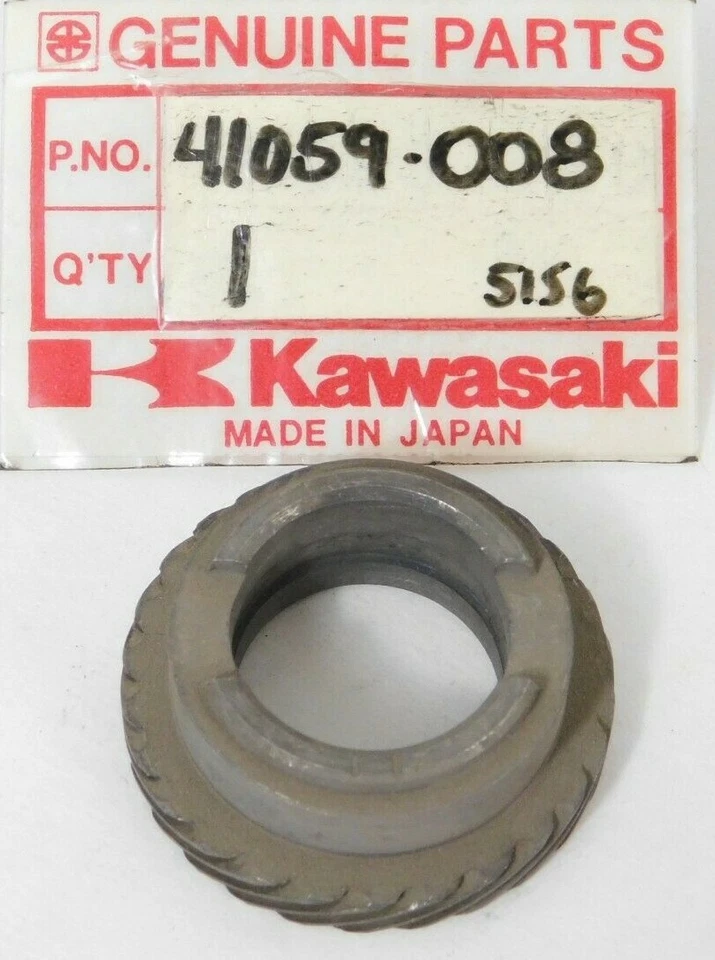 GENUINE PARTS
P.NO. 41059-008
Q'TY 1 5156
Kawasaki
MADE IN JAPAN